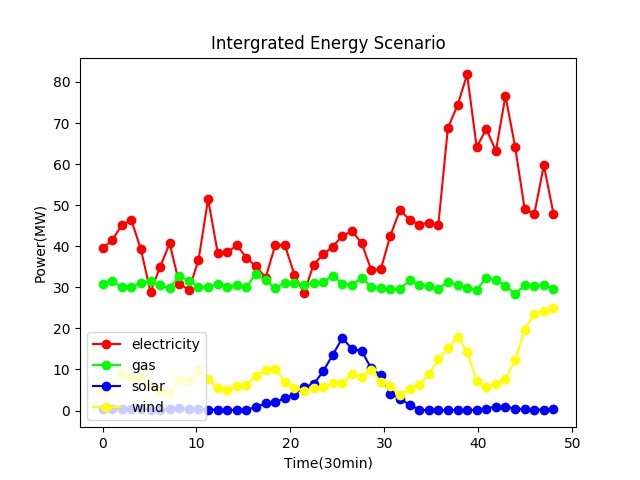 Intergrated Energy Scenario
Power(MW)
80
70
60
50
40
30
20
10
0
electricity
gas
solar
wind
0 10 20 30 40 50
Time(30min)